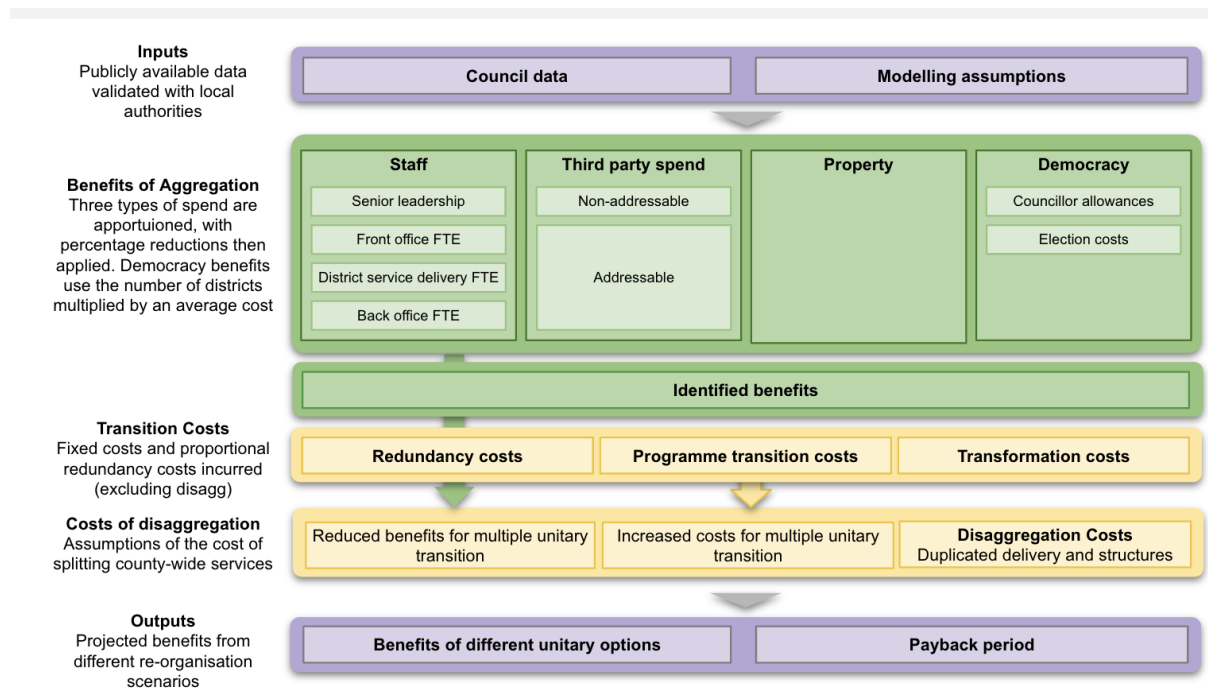 Inputs
Publicly available data
validated with local
authorities
Council data
Modelling assumptions
Benefits of Aggregation
Three types of spend are
apportuioned, with
percentage reductions then
applied. Democracy benefits
use the number of districts
multiplied by an average cost
Staff
Senior leadership
Front office FTE
District service delivery FTE
Back office FTE
Third party spend
Non-addressable
Addressable
Property
Democracy
Councillor allowances
Election costs
Identified benefits
Transition Costs
Fixed costs and proportional
redundancy costs incurred
(excluding disagg)
Redundancy costs
Programme transition costs
Transformation costs
Costs of disaggregation
Assumptions of the cost of
splitting county-wide services
Reduced benefits for multiple unitary
transition
Increased costs for multiple unitary
transition
Disaggregation Costs
Duplicated delivery and structures
Outputs
Projected benefits from
different re-organisation
scenarios
Benefits of different unitary options
Payback period